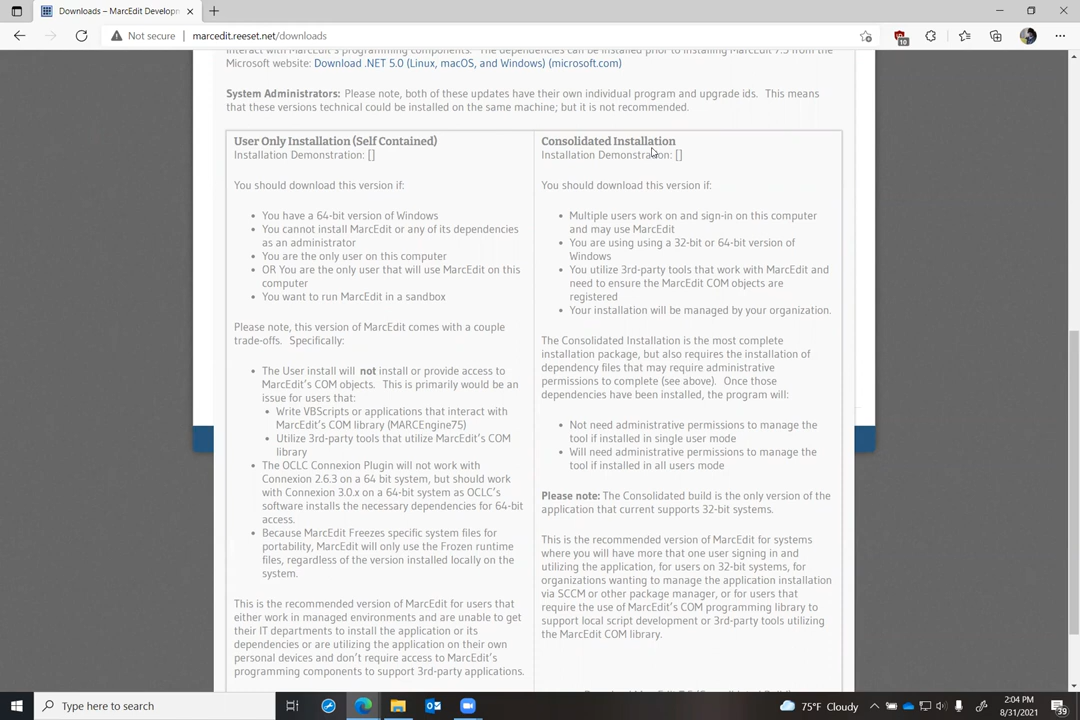 Downloads – MarcEdit Develop
Not secure
marcedit.reeset.net/downloads
10
interact with MarcEdit's programming components. The dependencies can be installed prior to installing MarcEdit 7.5 from the
Microsoft website: Download .NET 5.0 (Linux, macOS, and Windows) (microsoft.com)
System Administrators: Please note, both of these updates have their own individual program and upgrade ids. This means
that these versions technical could be installed on the same machine; but it is not recommended.
User Only Installation (Self Contained)
Installation Demonstration: []
You should download this version if:
• You have a 64-bit version of Windows
• You cannot install MarcEdit or any of its dependencies
as an administrator
• You are the only user on this computer
• OR You are the only user that will use MarcEdit on this
computer
• You want to run MarcEdit in a sandbox
Please note, this version of MarcEdit comes with a couple
trade-offs. Specifically:
• The User install will not install or provide access to
MarcEdit's COM objects. This is primarily would be an
issue for users that:
• Write VBScripts or applications that interact with
MarcEdit's COM library (MARCEngine75)
• Utilize 3rd-party tools that utilize MarcEdit's COM
library
• The OCLC Connexion Plugin will not work with
Connexion 2.6.3 on a 64 bit system, but should work
with Connexion 3.0.x on a 64-bit system as OCLC's
software installs the necessary dependencies for 64-bit
access.
• Because MarcEdit Freezes specific system files for
portability, MarcEdit will only use the Frozen runtime
files, regardless of the version installed locally on the
system.
This is the recommended version of MarcEdit for users that
either work in managed environments and are unable to get
their IT departments to install the application or its
dependencies or are utilizing the application on their own
personal devices and don't require access to MarcEdit's
programming components to support 3rd-party applications.
Consolidated Installation
Installation Demonstration: []
You should download this version if:
• Multiple users work on and sign-in on this computer
and may use MarcEdit
• You are using using a 32-bit or 64-bit version of
Windows
• You utilize 3rd-party tools that work with MarcEdit and
need to ensure the MarcEdit COM objects are
registered
• Your installation will be managed by your organization.
The Consolidated Installation is the most complete
installation package, but also requires the installation of
dependency files that may require administrative
permissions to complete (see above). Once those
dependencies have been installed, the program will:
• Not need administrative permissions to manage the
tool if installed in single user mode
• Will need administrative permissions to manage the
tool if installed in all users mode
Please note: The Consolidated build is the only version of the
application that current supports 32-bit systems.
This is the recommended version of MarcEdit for systems
where you will have more that one user signing in and
utilizing the application, for users on 32-bit systems, for
organizations wanting to manage the application installation
via SCCM or other package manager, or for users that
require the use of MarcEdit's COM programming library to
support local script development or 3rd-party tools utilizing
the MarcEdit COM library.
Type here to search
75°F Cloudy
2:04 PM
8/31/2021
39